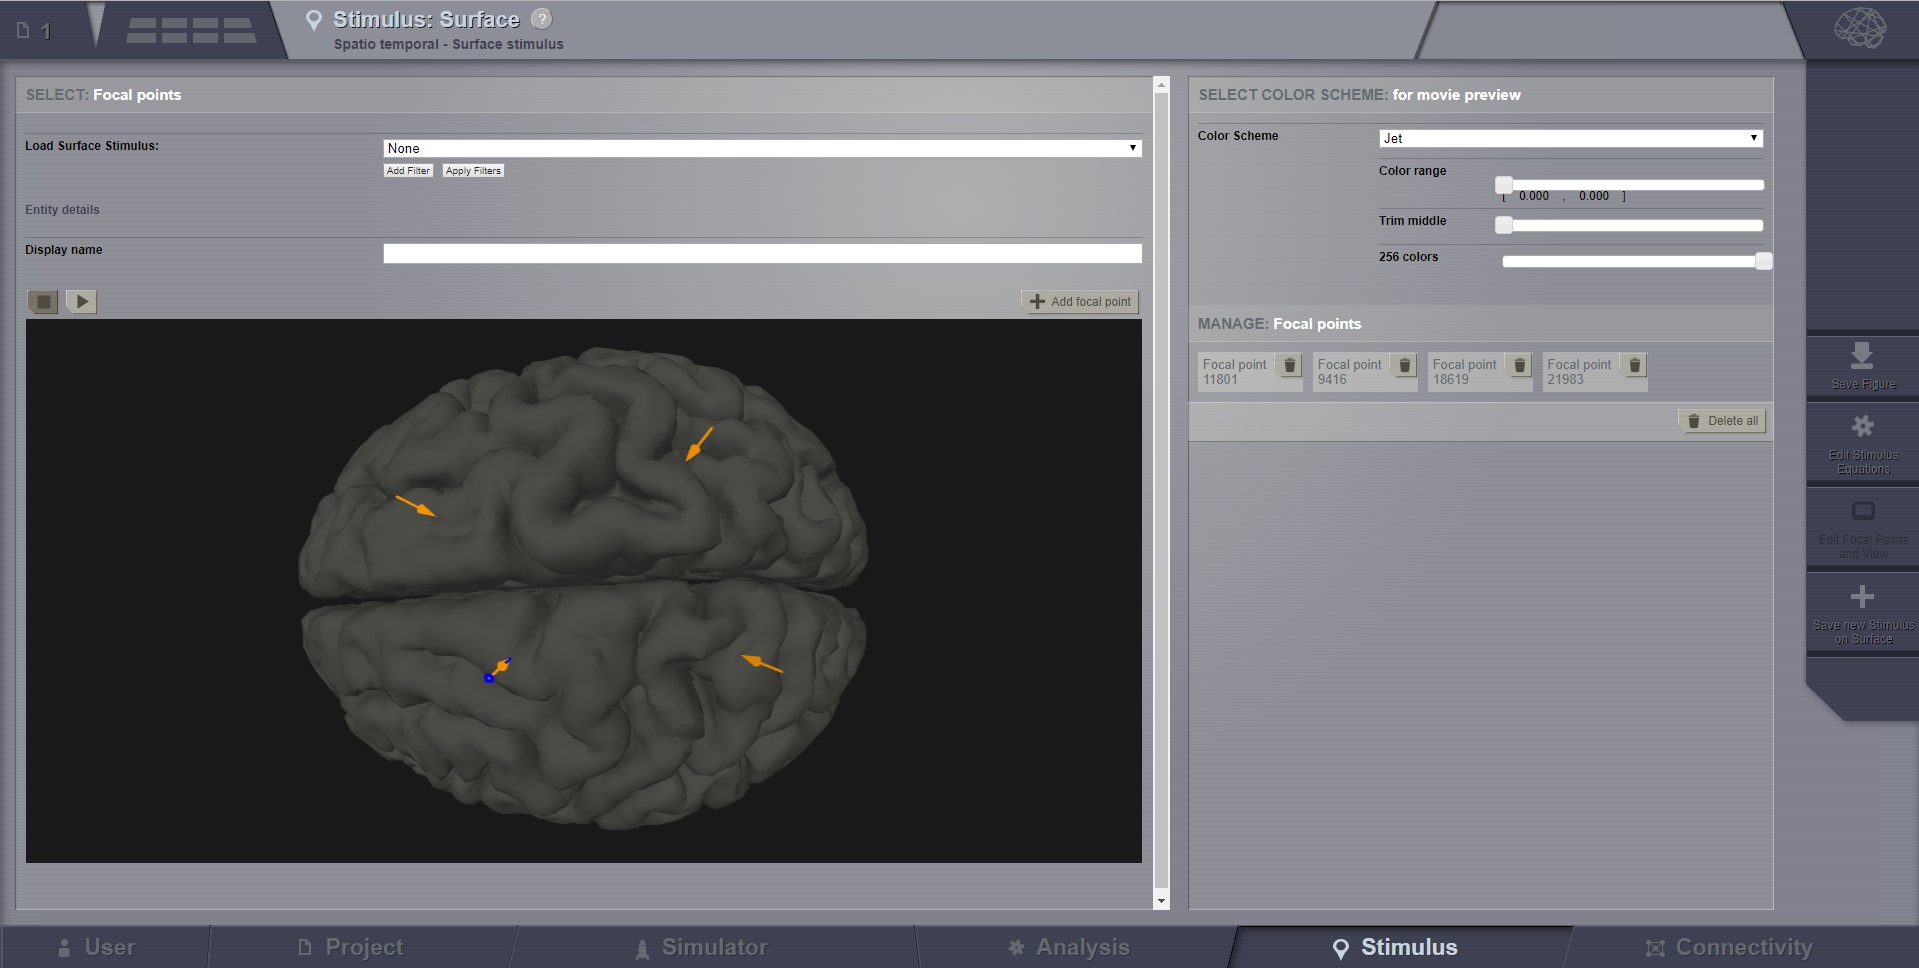 1
Stimulus: Surface ?
Spatio temporal - Surface stimulus
SELECT: Focal points
Load Surface Stimulus:
None
Add Filter Apply Filters
Entity details
Display name
Add focal point
SELECT COLOR SCHEME: for movie preview
Color Scheme
Jet
Color range
[ 0.000 , 0.000 ]
Trim middle
256 colors
MANAGE: Focal points
Focal point
11801
Focal point
9416
Focal point
18619
Focal point
21983
Delete all
Save Figure
Edit Stimulus
Equations
Edit Focal Points
and View
Save new Stimulus
on Surface
User Project Simulator Analysis Stimulus Connectivity